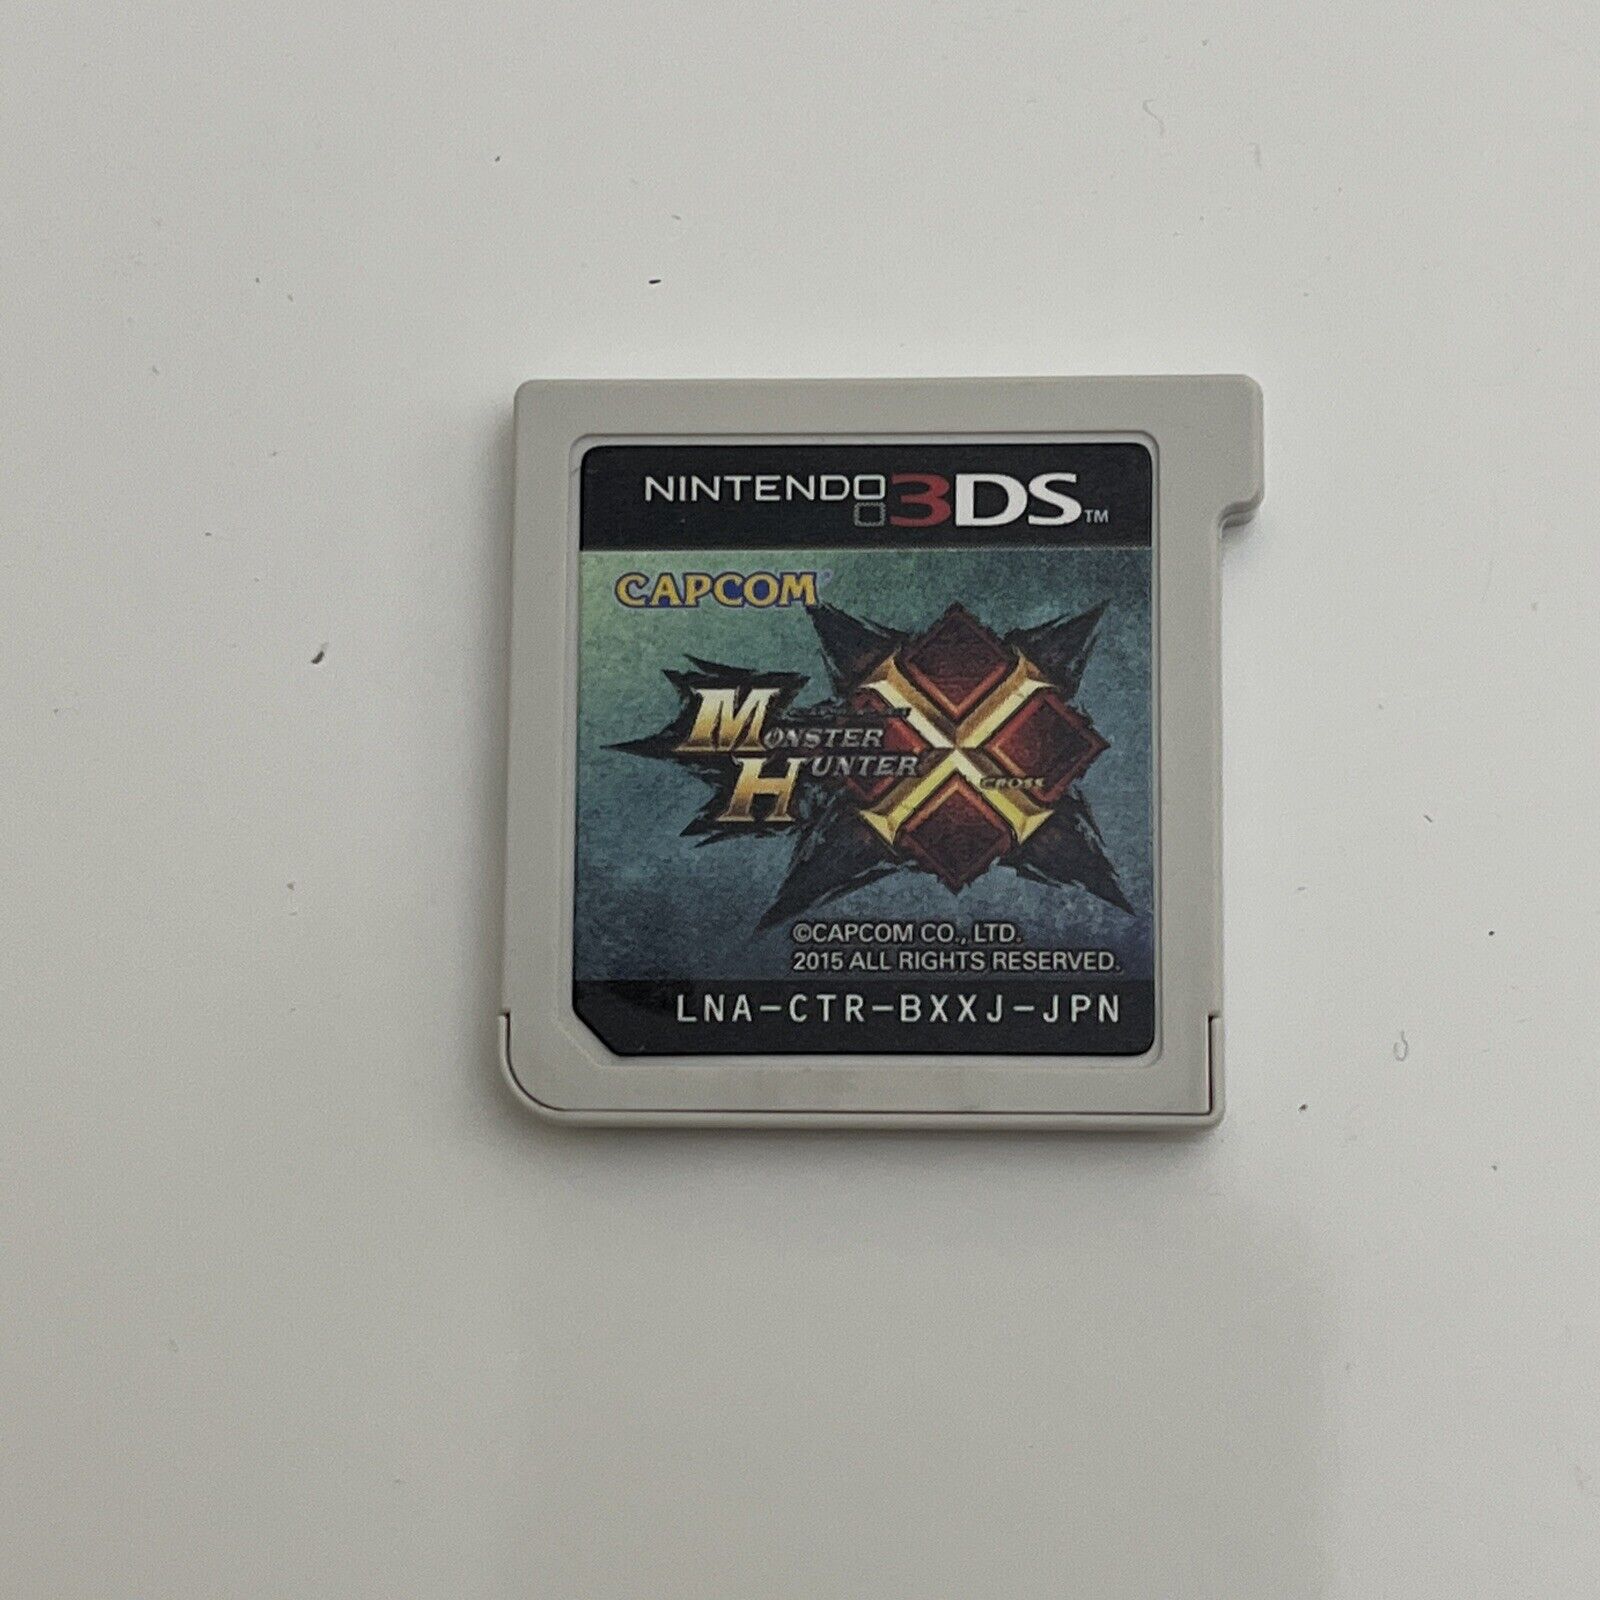 NINTENDO 3DS™
CAPCOM
MONSTER
HUNTER X
CROSS
©CAPCOM CO., LTD.
2015 ALL RIGHTS RESERVED.
LNA-CTR-BXXJ-JPN